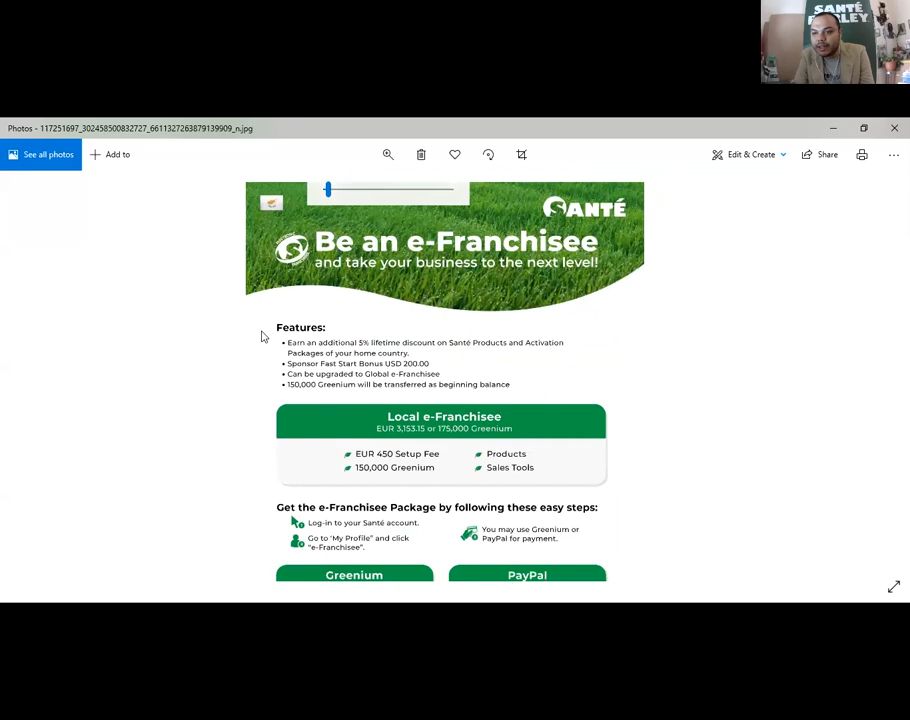 SANTÉ
Photos - 117251697_302458500832727_6611327263879139909_n.jpg
See all photos
Add to
Edit & Create
Share
SANTÉ
Be an e-Franchisee
and take your business to the next level!
Features:
• Earn an additional 5% lifetime discount on Santé Products and Activation
Packages of your home country.
• Sponsor Fast Start Bonus USD 200.00
• Can be upgraded to Global e-Franchisee
• 150,000 Greenium will be transferred as beginning balance
Local e-Franchisee
EUR 3,153.15 or 175,000 Greenium
EUR 450 Setup Fee
Products
150,000 Greenium
Sales Tools
Get the e-Franchisee Package by following these easy steps:
Log-in to your Santé account.
Go to 'My Profile" and click
"e-Franchisee".
You may use Greenium or
PayPal for payment.
Greenium
PayPal